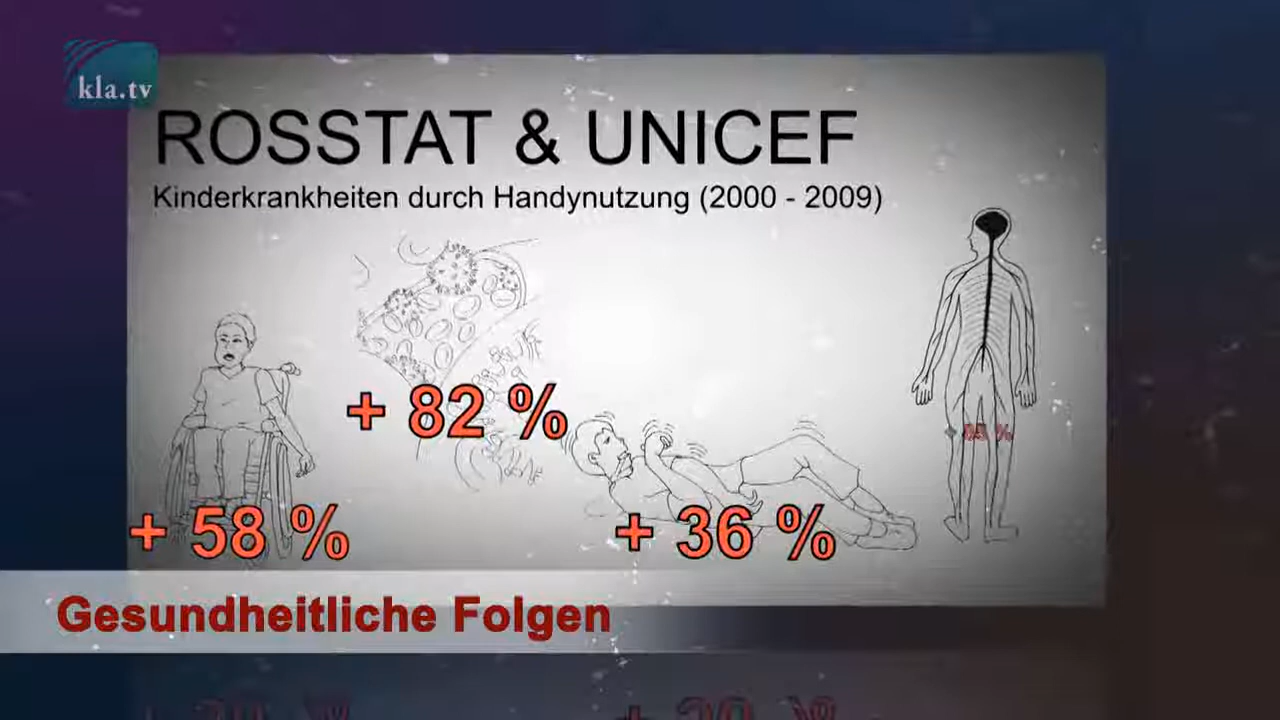 kla.tv
ROSSTAT & UNICEF
Kinderkrankheiten durch Handynutzung (2000 - 2009)
+ 82 %
+ 58 %
+ 36 %
Gesundheitliche Folgen